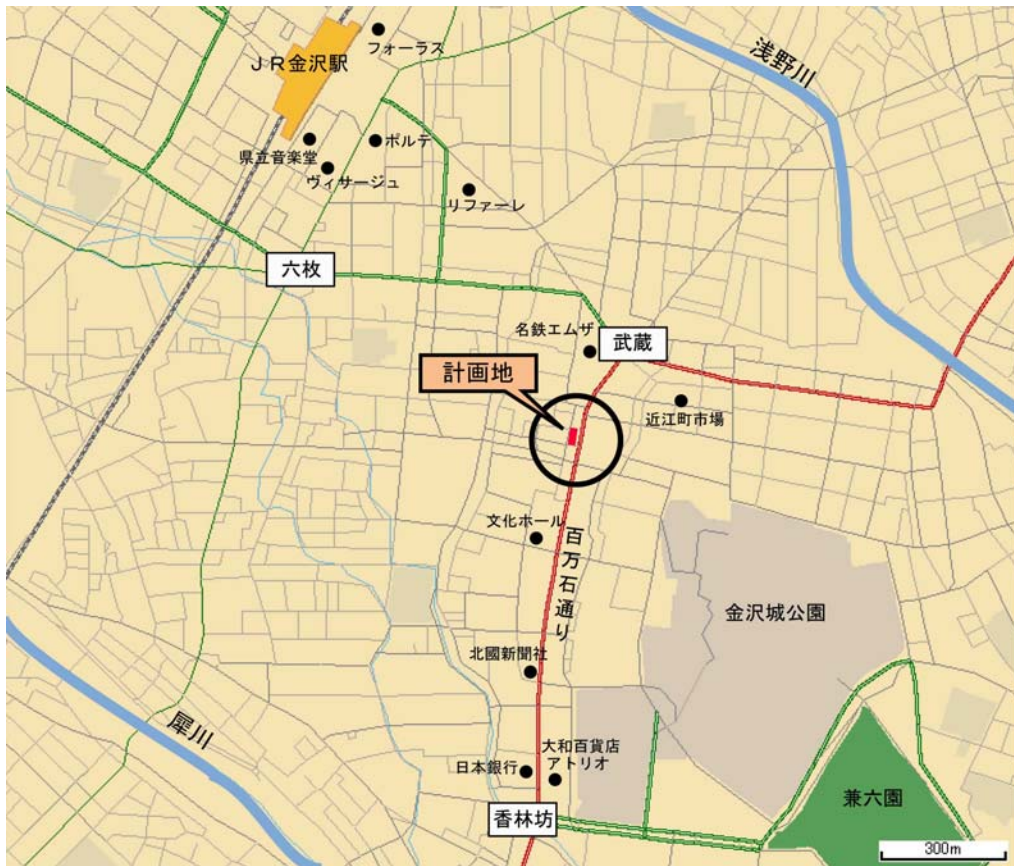 フォーラス
JR金沢駅
浅野川
県立音楽堂
ポルテ
ヴィサージュ
リファーレ
六枚
名鉄エムザ
武蔵
計画地
近江町市場
文化ホール
百万石通り
金沢城公園
北國新聞社
犀川
大和百貨店
アトリオ
日本銀行
香林坊
兼六園
300m